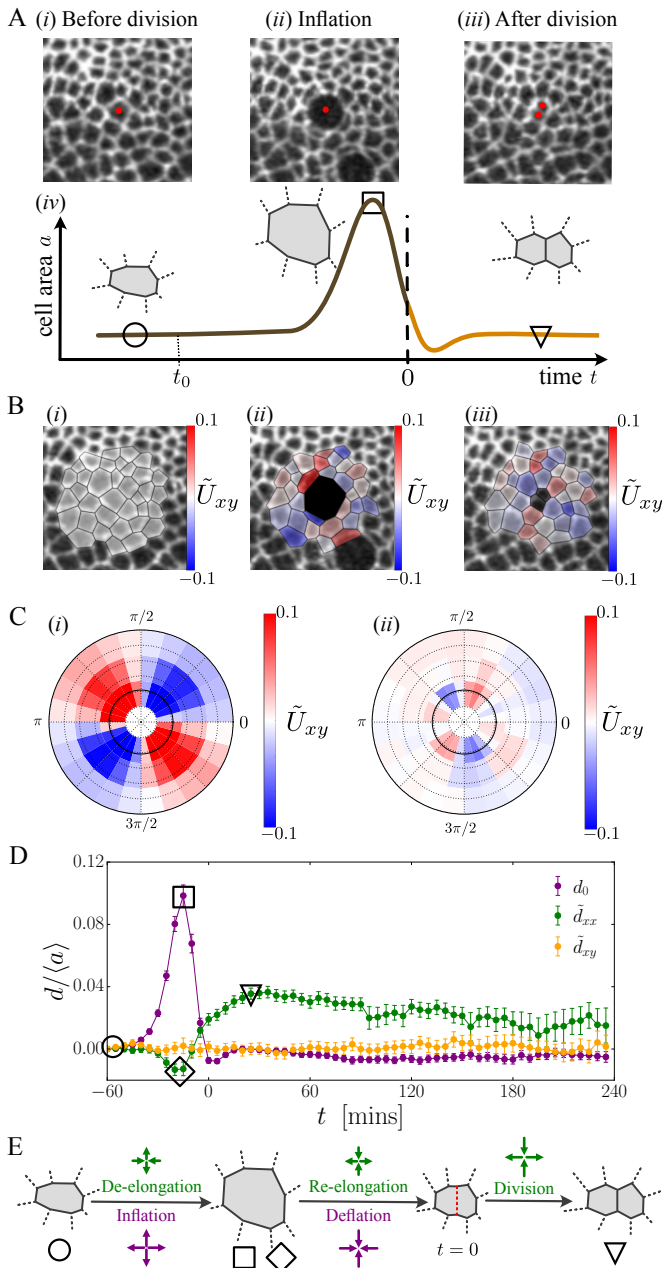 A (i) Before division (ii) Inflation (iii) After division
(iv)
cell area a
t₀ 0 time t
B (i) 0.1 (ii) 0.1 (iii) 0.1
Ũxy Ũxy Ũxy
−0.1 −0.1 −0.1
C (i) π/2 0.1 (ii) π/2 0.1
π 0 Ũxy π 0 Ũxy
3π/2 −0.1 3π/2 −0.1
D
0.12
d₀
d̃xx
0.08
d̃xy
d/⟨a⟩
0.04
0.00
−60 0 60 120 180 240
t [mins]
E
De-elongation Re-elongation Division
Inflation Deflation
t = 0